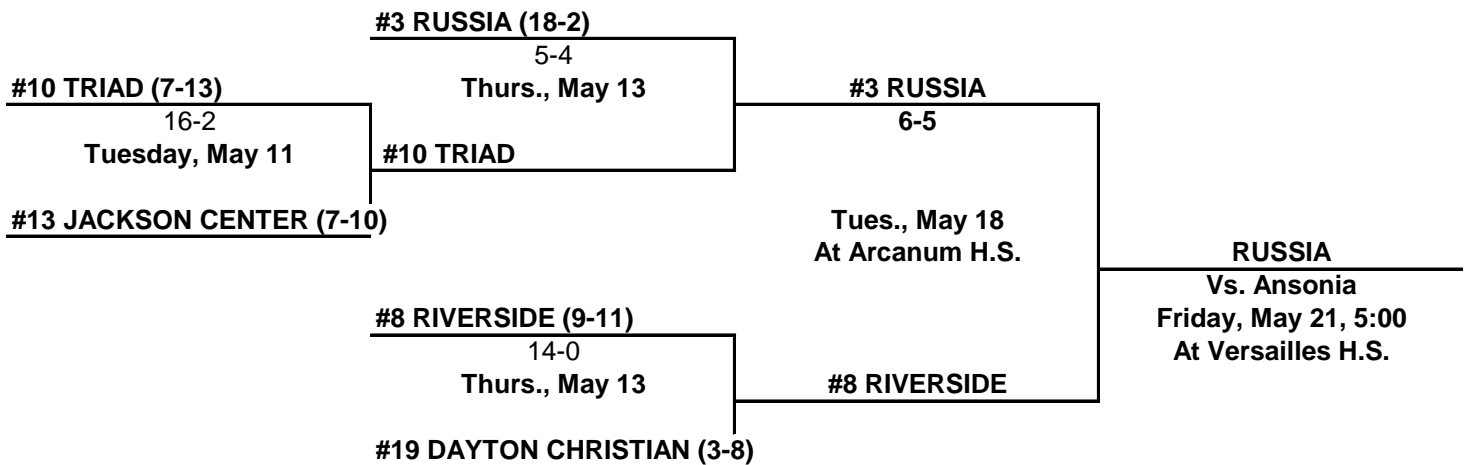 #3 RUSSIA (18-2)
5-4
Thurs., May 13
#10 TRIAD (7-13)
16-2
Tuesday, May 11
#10 TRIAD
#13 JACKSON CENTER (7-10)
#3 RUSSIA
6-5
Tues., May 18
At Arcanum H.S.
RUSSIA
Vs. Ansonia
Friday, May 21, 5:00
At Versailles H.S.
#8 RIVERSIDE (9-11)
14-0
Thurs., May 13
#8 RIVERSIDE
#19 DAYTON CHRISTIAN (3-8)